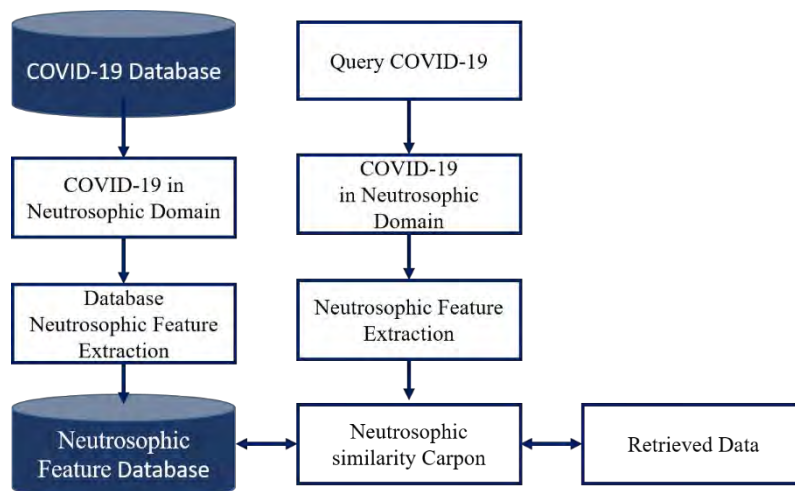 COVID-19 Database
Query COVID-19
COVID-19 in
Neutrosophic Domain
COVID-19
in Neutrosophic
Domain
Database
Neutrosophic Feature
Extraction
Neutrosophic Feature
Extraction
Neutrosophic
Feature Database
Neutrosophic
similarity Carpon
Retrieved Data